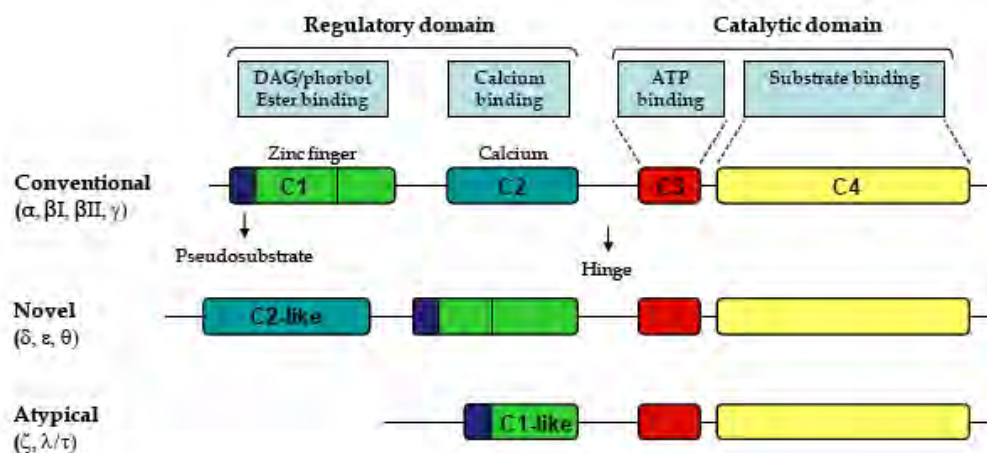 Regulatory domain
Catalytic domain
DAG/phorbol
Ester binding
Calcium
binding
ATP
binding
Substrate binding
Zinc finger
Calcium
Conventional
(α, βI, βII, γ)
C1
C2
C3
C4
Pseudosubstrate
Hinge
Novel
(δ, ε, θ)
C2-like
Atypical
(ζ, λ/τ)
C1-like